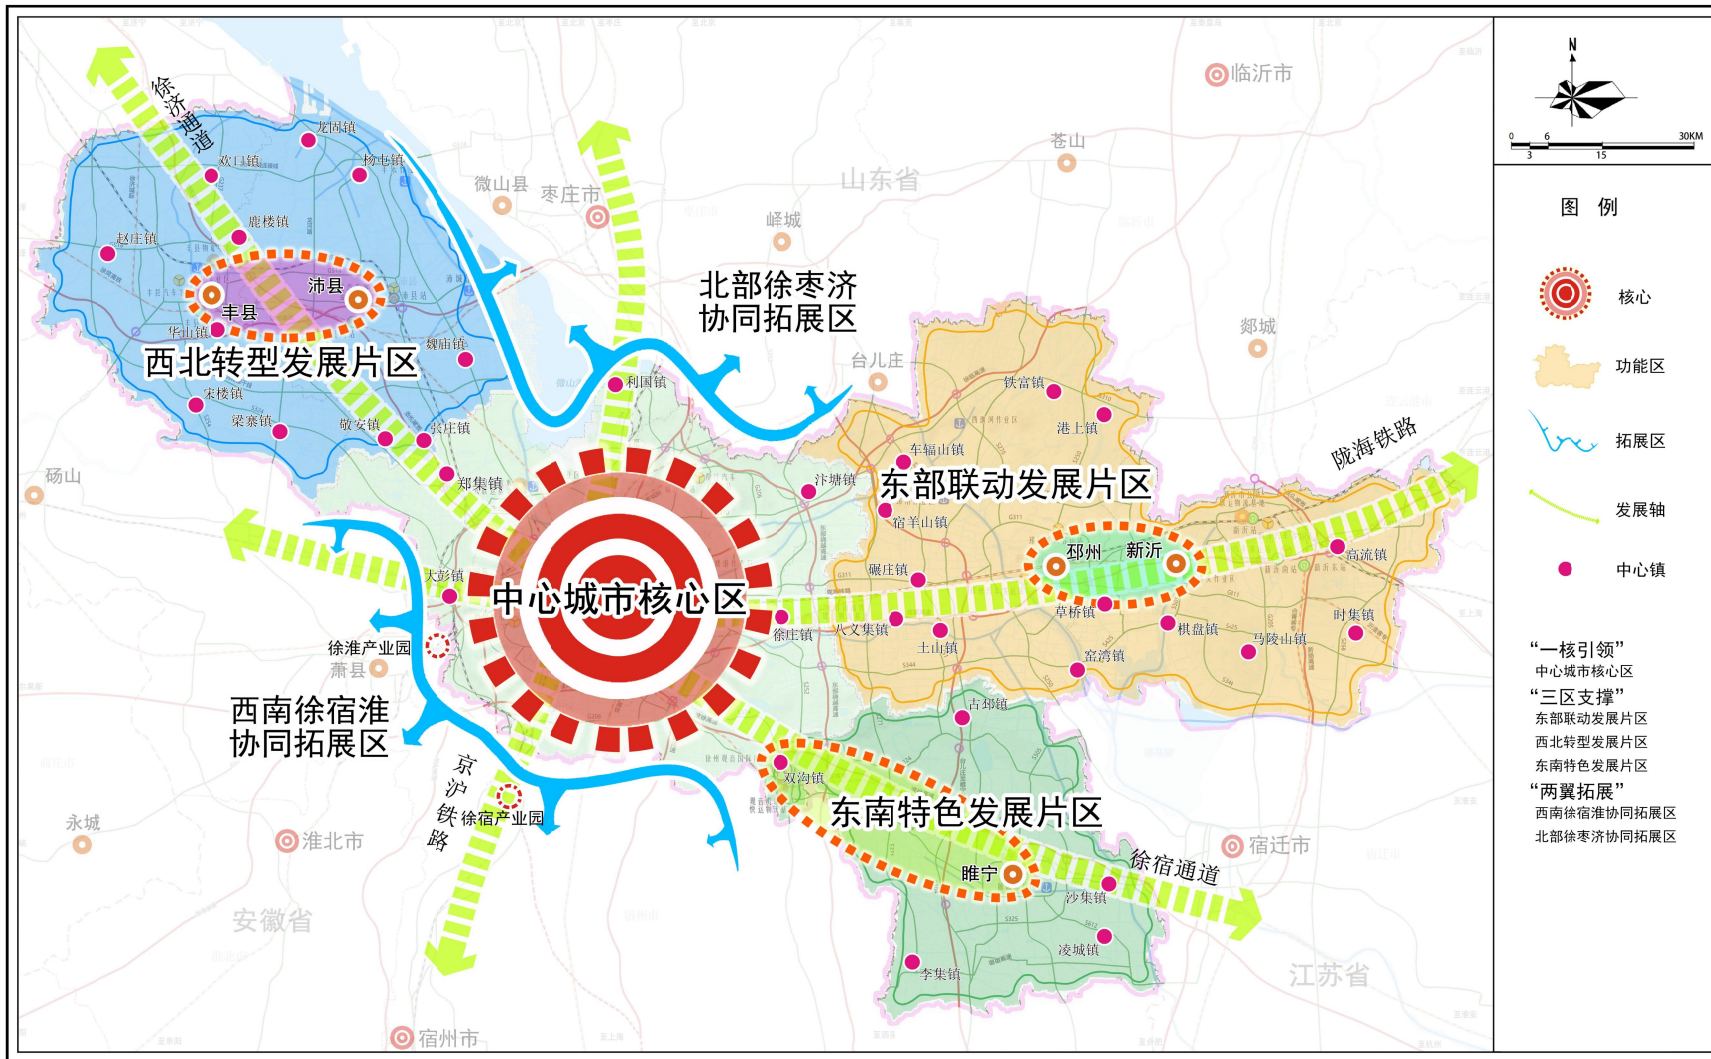 徐济通道
龙固镇
欢口镇
杨屯镇
鹿楼镇
赵庄镇
沛县
丰县
华山镇
魏庙镇
西北转型发展片区
宋楼镇
梁寨镇
敬安镇
张庄镇
郑集镇
砀山
微山县
枣庄市
峄城
山东省
苍山
临沂市
郯城
台儿庄
北部徐枣济
协同拓展区
利国镇
铁富镇
港上镇
车辐山镇
汴塘镇
东部联动发展片区
宿羊山镇
陇海铁路
邳州
新沂
高流镇
碾庄镇
草桥镇
大彭镇
中心城市核心区
徐庄镇
八义集镇
土山镇
棋盘镇
时集镇
马陵山镇
窑湾镇
徐淮产业园
萧县
西南徐宿淮
协同拓展区
古邳镇
京沪铁路
双沟镇
徐宿产业园
东南特色发展片区
睢宁
徐宿通道
沙集镇
凌城镇
李集镇
永城
淮北市
宿迁市
安徽省
江苏省
宿州市
N
0 6 30KM
3 15
图 例
核心
功能区
拓展区
发展轴
中心镇
“一核引领”
中心城市核心区
“三区支撑”
东部联动发展片区
西北转型发展片区
东南特色发展片区
“两翼拓展”
西南徐宿淮协同拓展区
北部徐枣济协同拓展区